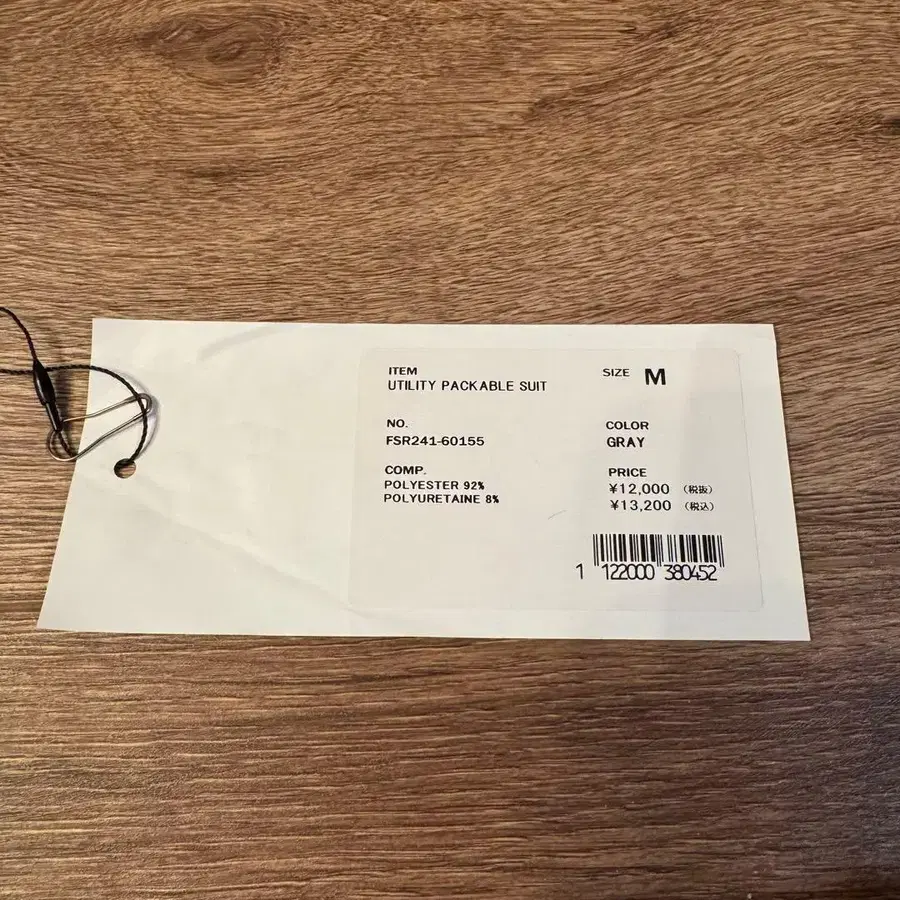 ITEM
UTILITY PACKABLE SUIT
SIZE M
NO.
FSR241-60155
COLOR
GRAY
COMP.
POLYESTER 92%
POLYURETAINE 8%
PRICE
¥12,000 (税抜)
¥13,200 (税込)
1 122000 380452